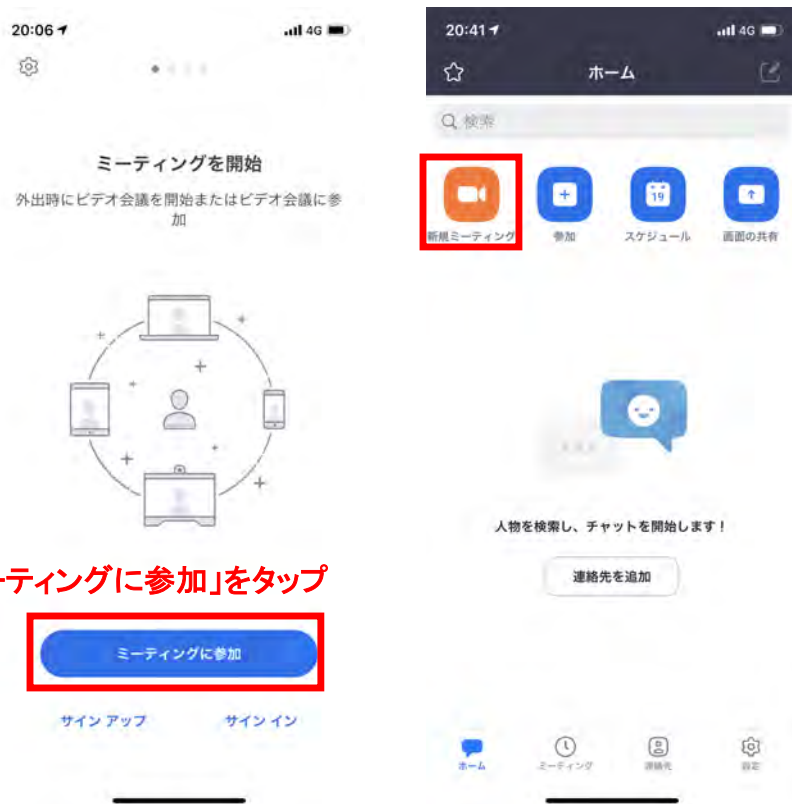 20:06
4G
ミーティングを開始
外出時にビデオ会議を開始またはビデオ会議に参
加
ーティングに参加」をタップ
ミーティングに参加
サイン アップ
サイン イン
20:41
4G
ホーム
検索
新規ミーティング
参加
19
スケジュール
画面の共有
人物を検索し、チャットを開始します！
連絡先を追加
ホーム
ミーティング
連絡先
設定